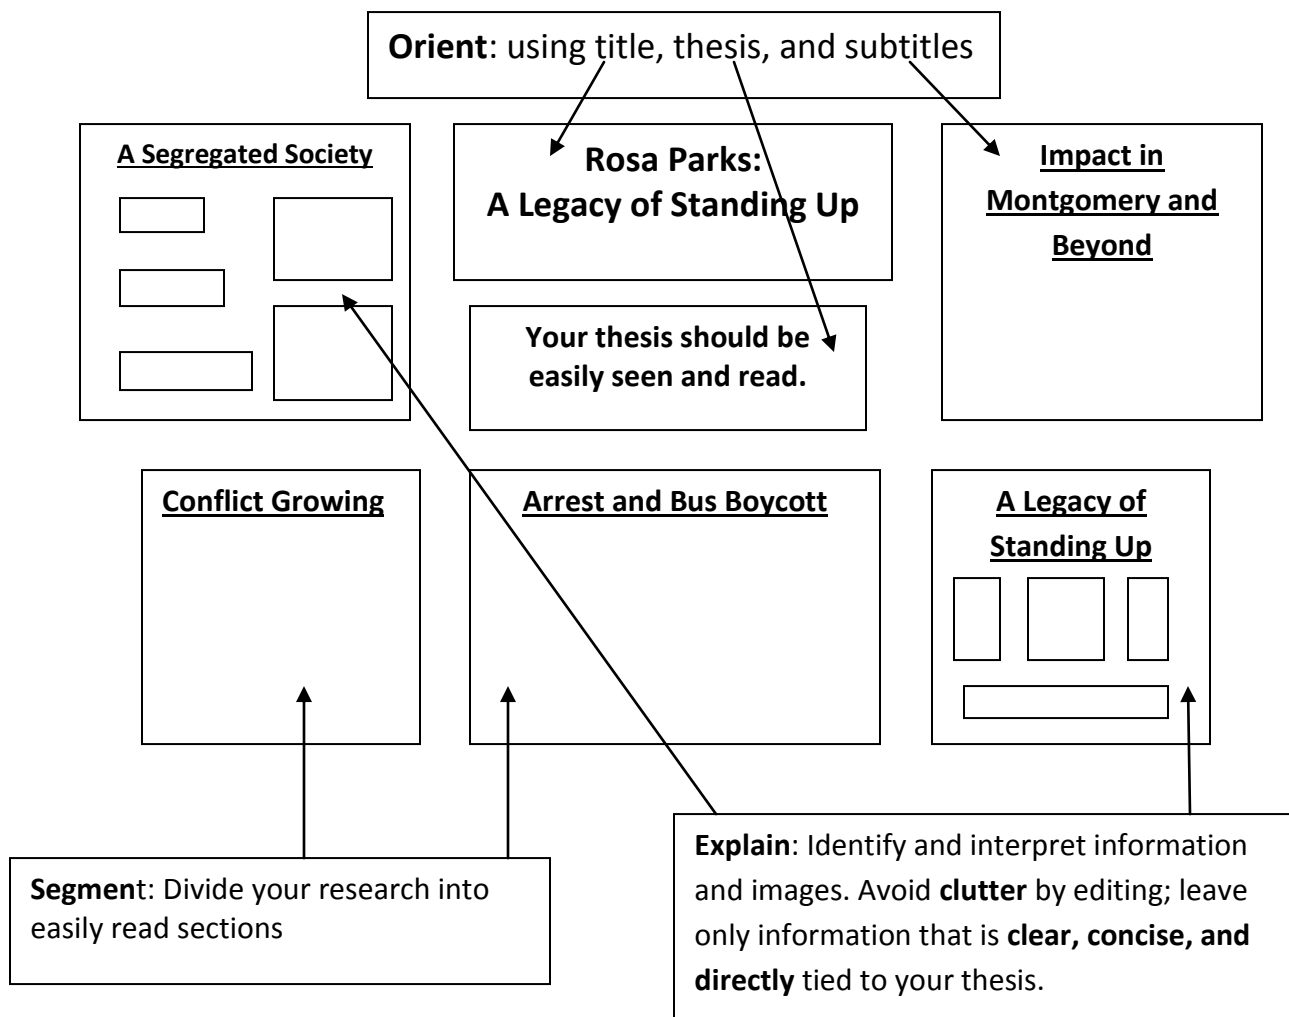 Orient: using title, thesis, and subtitles
A Segregated Society
Rosa Parks:
A Legacy of Standing Up
Impact in
Montgomery and
Beyond
Your thesis should be
easily seen and read.
Conflict Growing
Arrest and Bus Boycott
A Legacy of
Standing Up
Segment: Divide your research into
easily read sections
Explain: Identify and interpret information
and images. Avoid clutter by editing; leave
only information that is clear, concise, and
directly tied to your thesis.